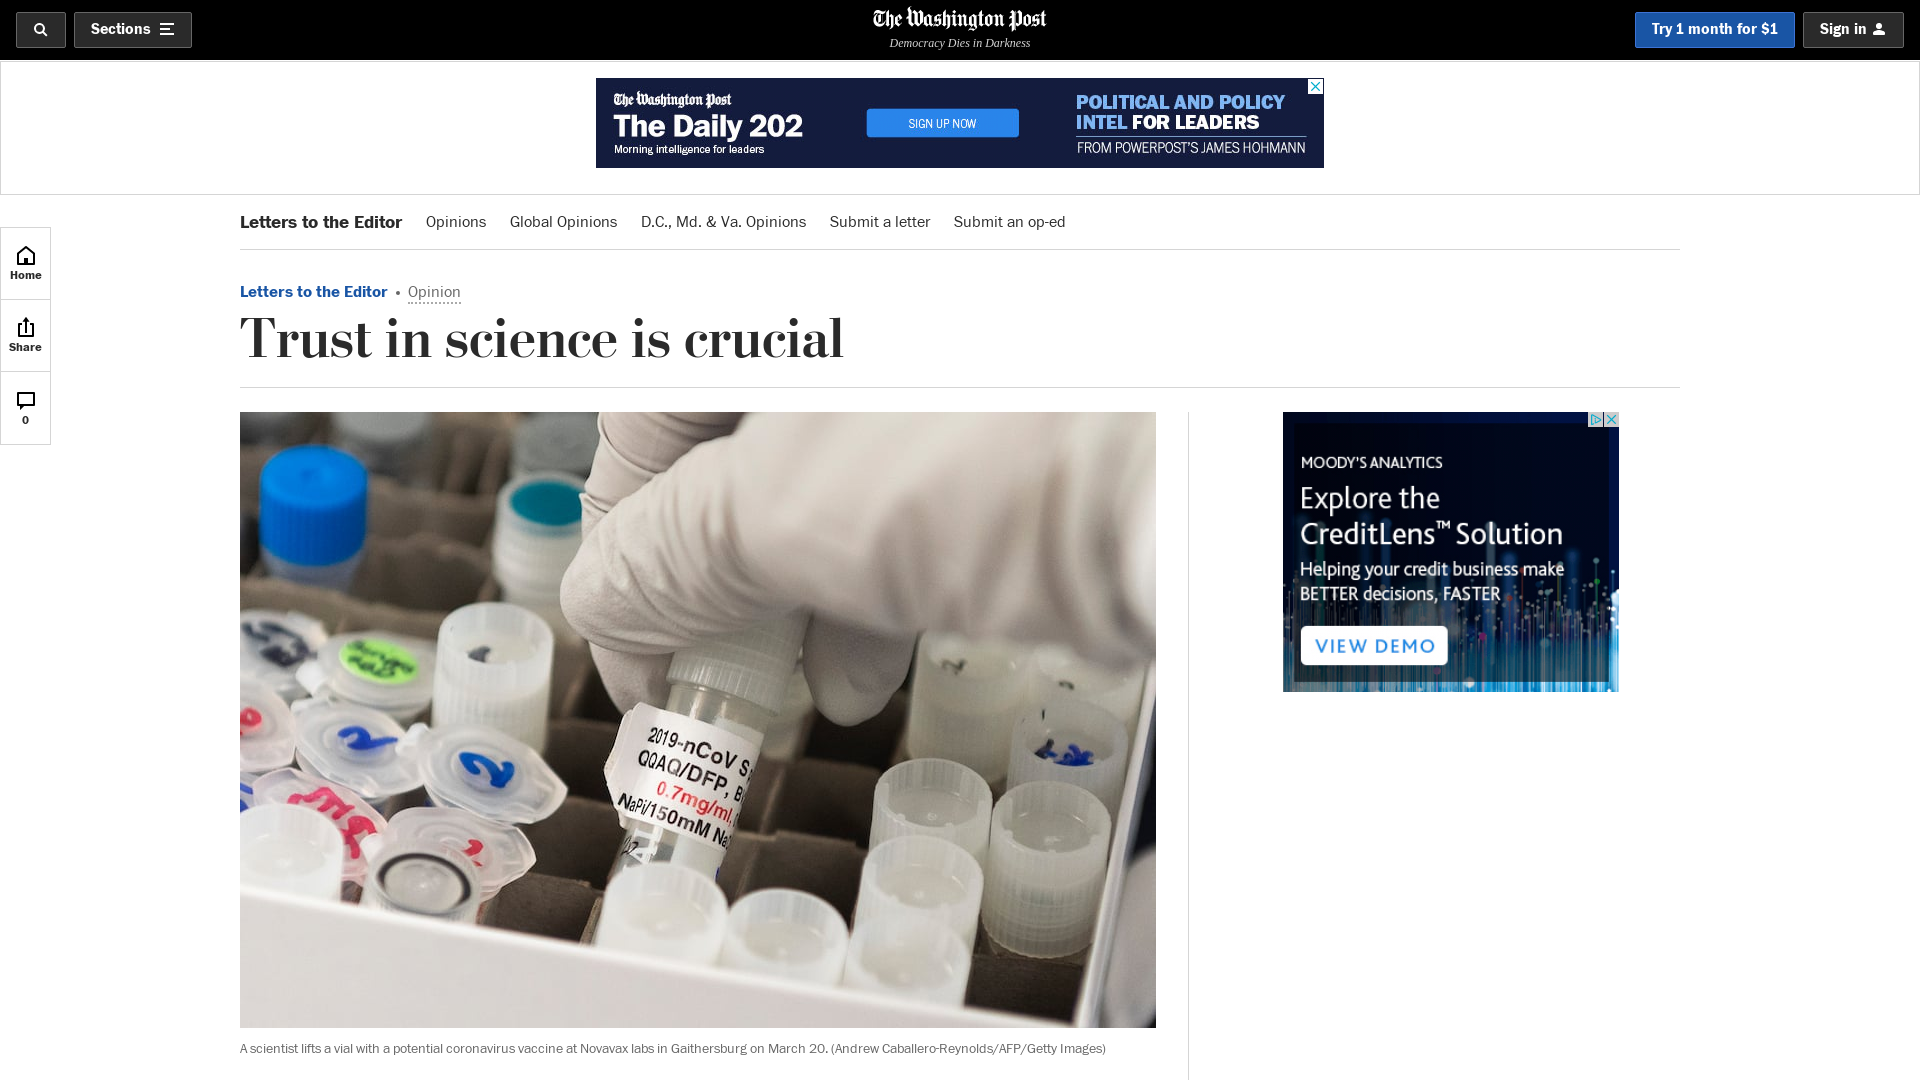 Sections
The Washington Post
Democracy Dies in Darkness
Try 1 month for $1
Sign in
The Washington Post
The Daily 202
Morning intelligence for leaders
SIGN UP NOW
POLITICAL AND POLICY
INTEL FOR LEADERS
FROM POWERPOST'S JAMES HOHMANN
Letters to the Editor Opinions Global Opinions D.C., Md. & Va. Opinions Submit a letter Submit an op-ed
Home
Share
0
Letters to the Editor • Opinion
Trust in science is crucial
2019-nCoV S
QQAQ/DFP, B
0.7mg/ml,
NaPi/150mM Na
2
2
MOODY'S ANALYTICS
Explore the
CreditLens™ Solution
Helping your credit business make
BETTER decisions, FASTER
VIEW DEMO
A scientist lifts a vial with a potential coronavirus vaccine at Novavax labs in Gaithersburg on March 20. (Andrew Caballero-Reynolds/AFP/Getty Images)